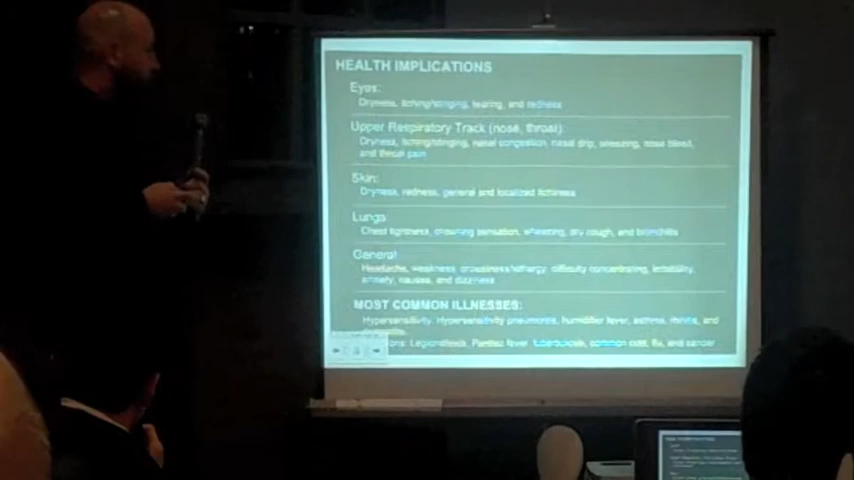 HEALTH IMPLICATIONS
Eyes:
Dryness, itching/stinging, tearing, and redness
Upper Respiratory Track (nose, throat):
Dryness, itching/stinging, nasal congestion, nasal drip, sneezing, nose bleed,
and throat pain
Skin:
Dryness, redness, general and localized itchiness
Lungs:
Chest tightness, drowning sensation, wheezing, dry cough, and bronchitis
General:
Headache, weakness, drowsiness/lethargy, difficulty concentrating, irritability,
anxiety, nausea, and dizziness
MOST COMMON ILLNESSES:
Hypersensitivity: Hypersensitivity pneumonitis, humidifier fever, asthma, rhinitis, and
Legionella, Pontiac fever, tuberculosis, common cold, flu, and cancer